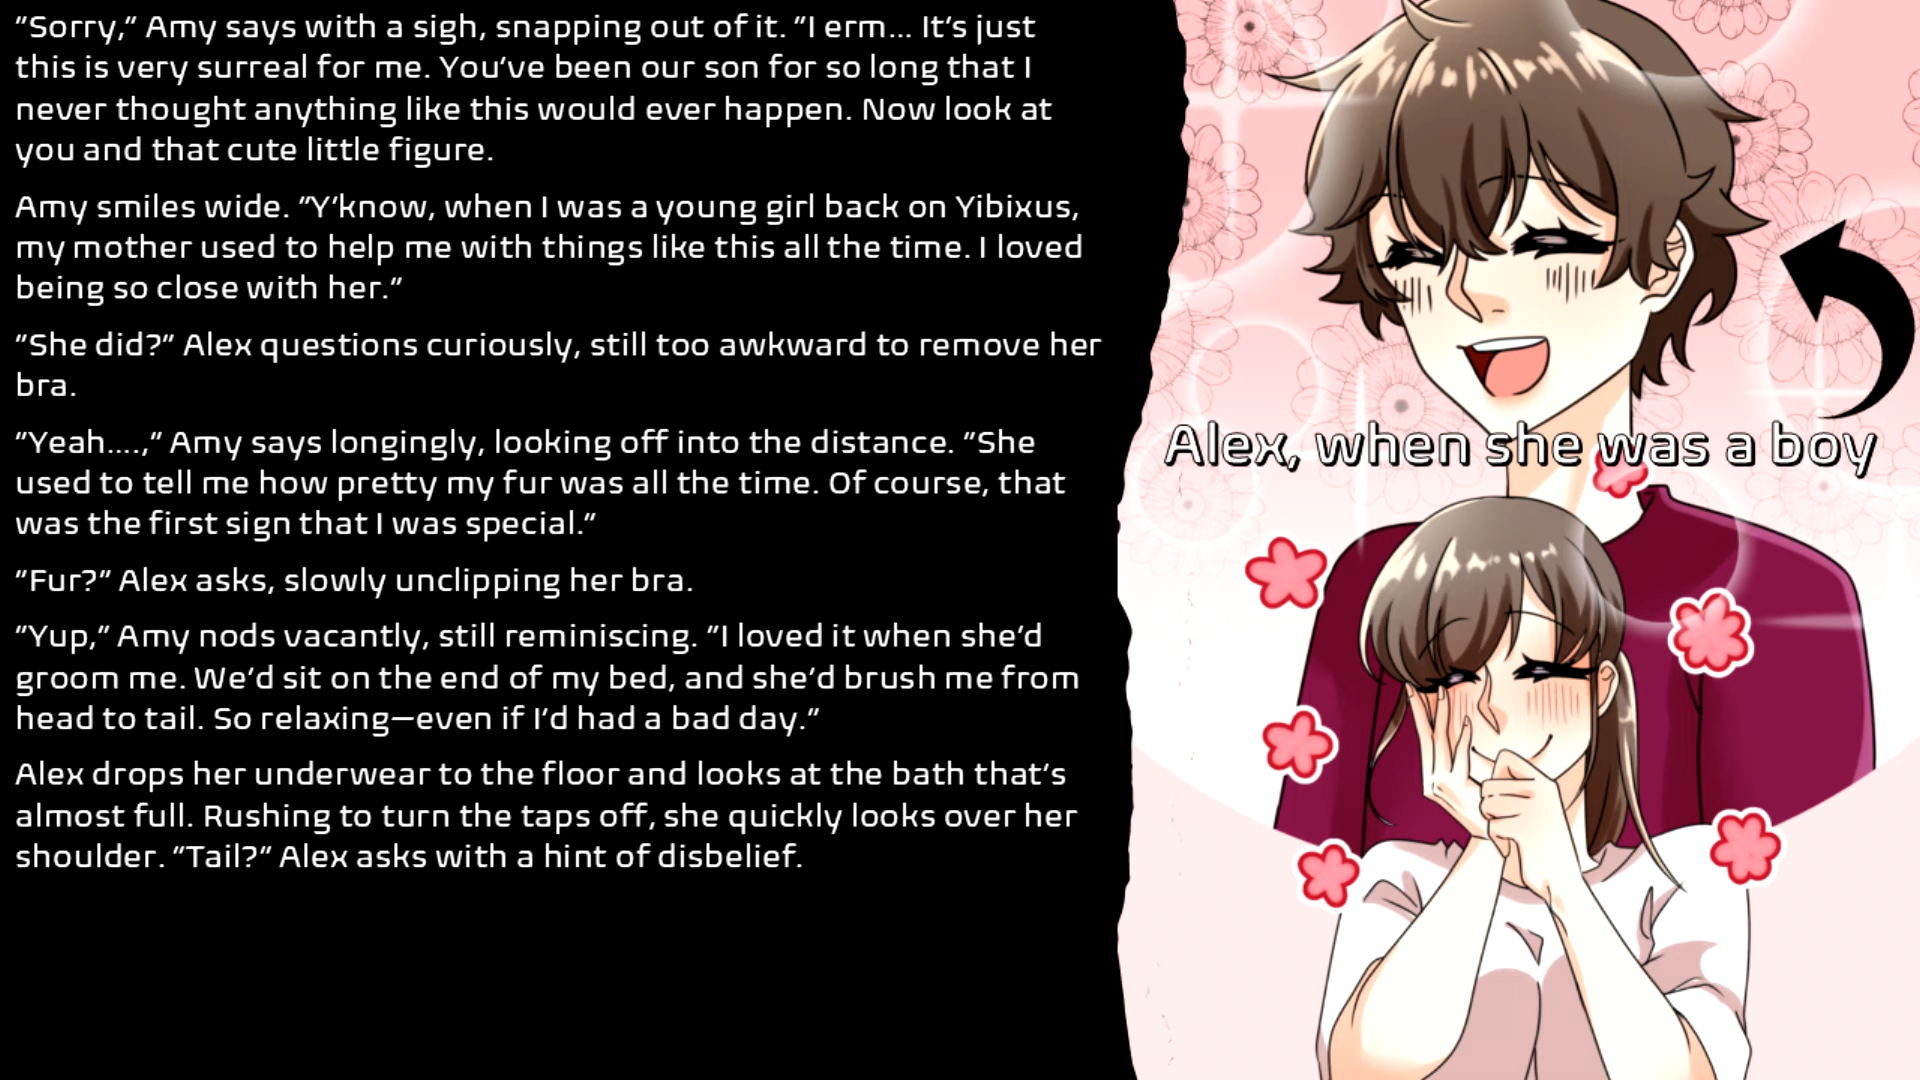 "Sorry," Amy says with a sigh, snapping out of it. "I erm... It's just
this is very surreal for me. You've been our son for so long that I
never thought anything like this would ever happen. Now look at
you and that cute little figure.
Amy smiles wide. "Y'know, when I was a young girl back on Yibixus,
my mother used to help me with things like this all the time. I loved
being so close with her."
"She did?" Alex questions curiously, still too awkward to remove her
bra.
"Yeah....," Amy says longingly, looking off into the distance. "She
used to tell me how pretty my fur was all the time. Of course, that
was the first sign that I was special."
"Fur?" Alex asks, slowly unclipping her bra.
"Yup," Amy nods vacantly, still reminiscing. "I loved it when she'd
groom me. We'd sit on the end of my bed, and she'd brush me from
head to tail. So relaxing—even if I'd had a bad day."
Alex drops her underwear to the floor and looks at the bath that's
almost full. Rushing to turn the taps off, she quickly looks over her
shoulder. "Tail?" Alex asks with a hint of disbelief.
Alex, when she was a boy